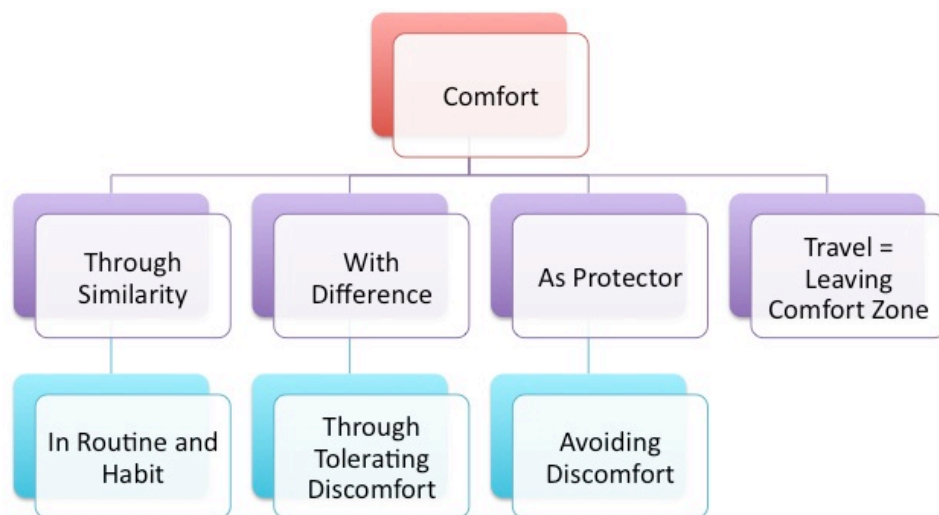 Comfort
Through
Similarity
With
Difference
As Protector
Travel =
Leaving
Comfort Zone
In Routine and
Habit
Through
Tolerating
Discomfort
Avoiding
Discomfort